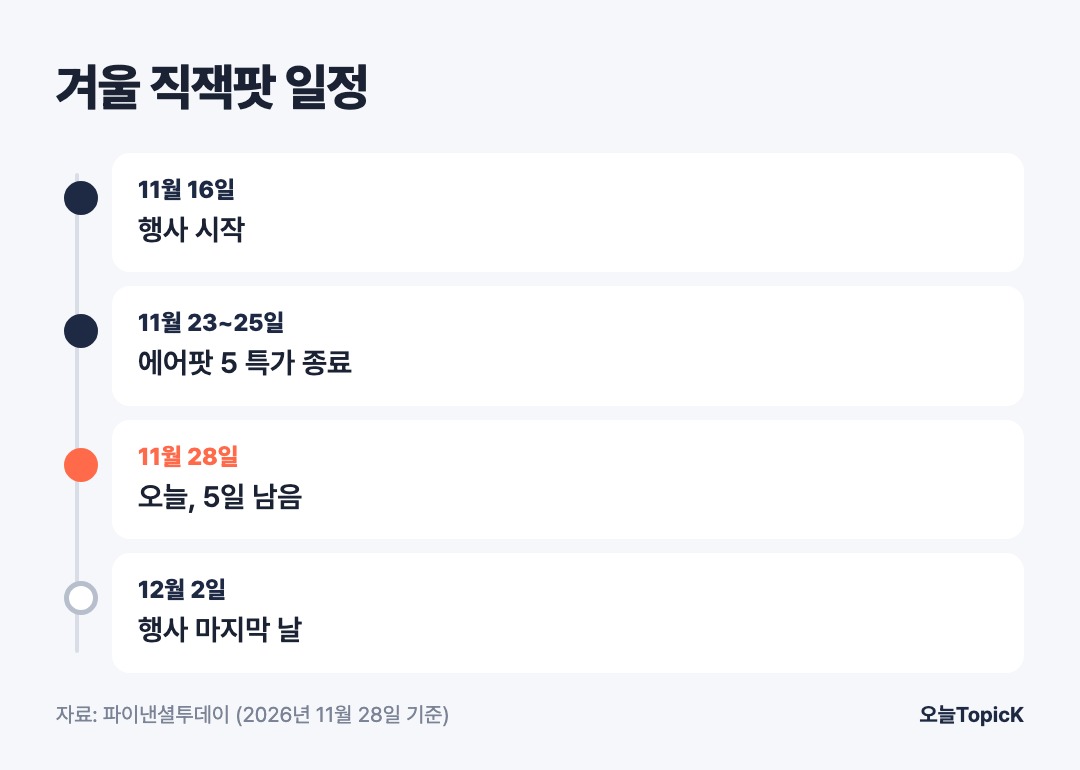 겨울 직잭팟 일정
11월 16일
행사 시작
11월 23~25일
에어팟 5 특가 종료
11월 28일
오늘, 5일 남음
12월 2일
행사 마지막 날
자료: 파이낸셜투데이 (2026년 11월 28일 기준)
오늘TopicK